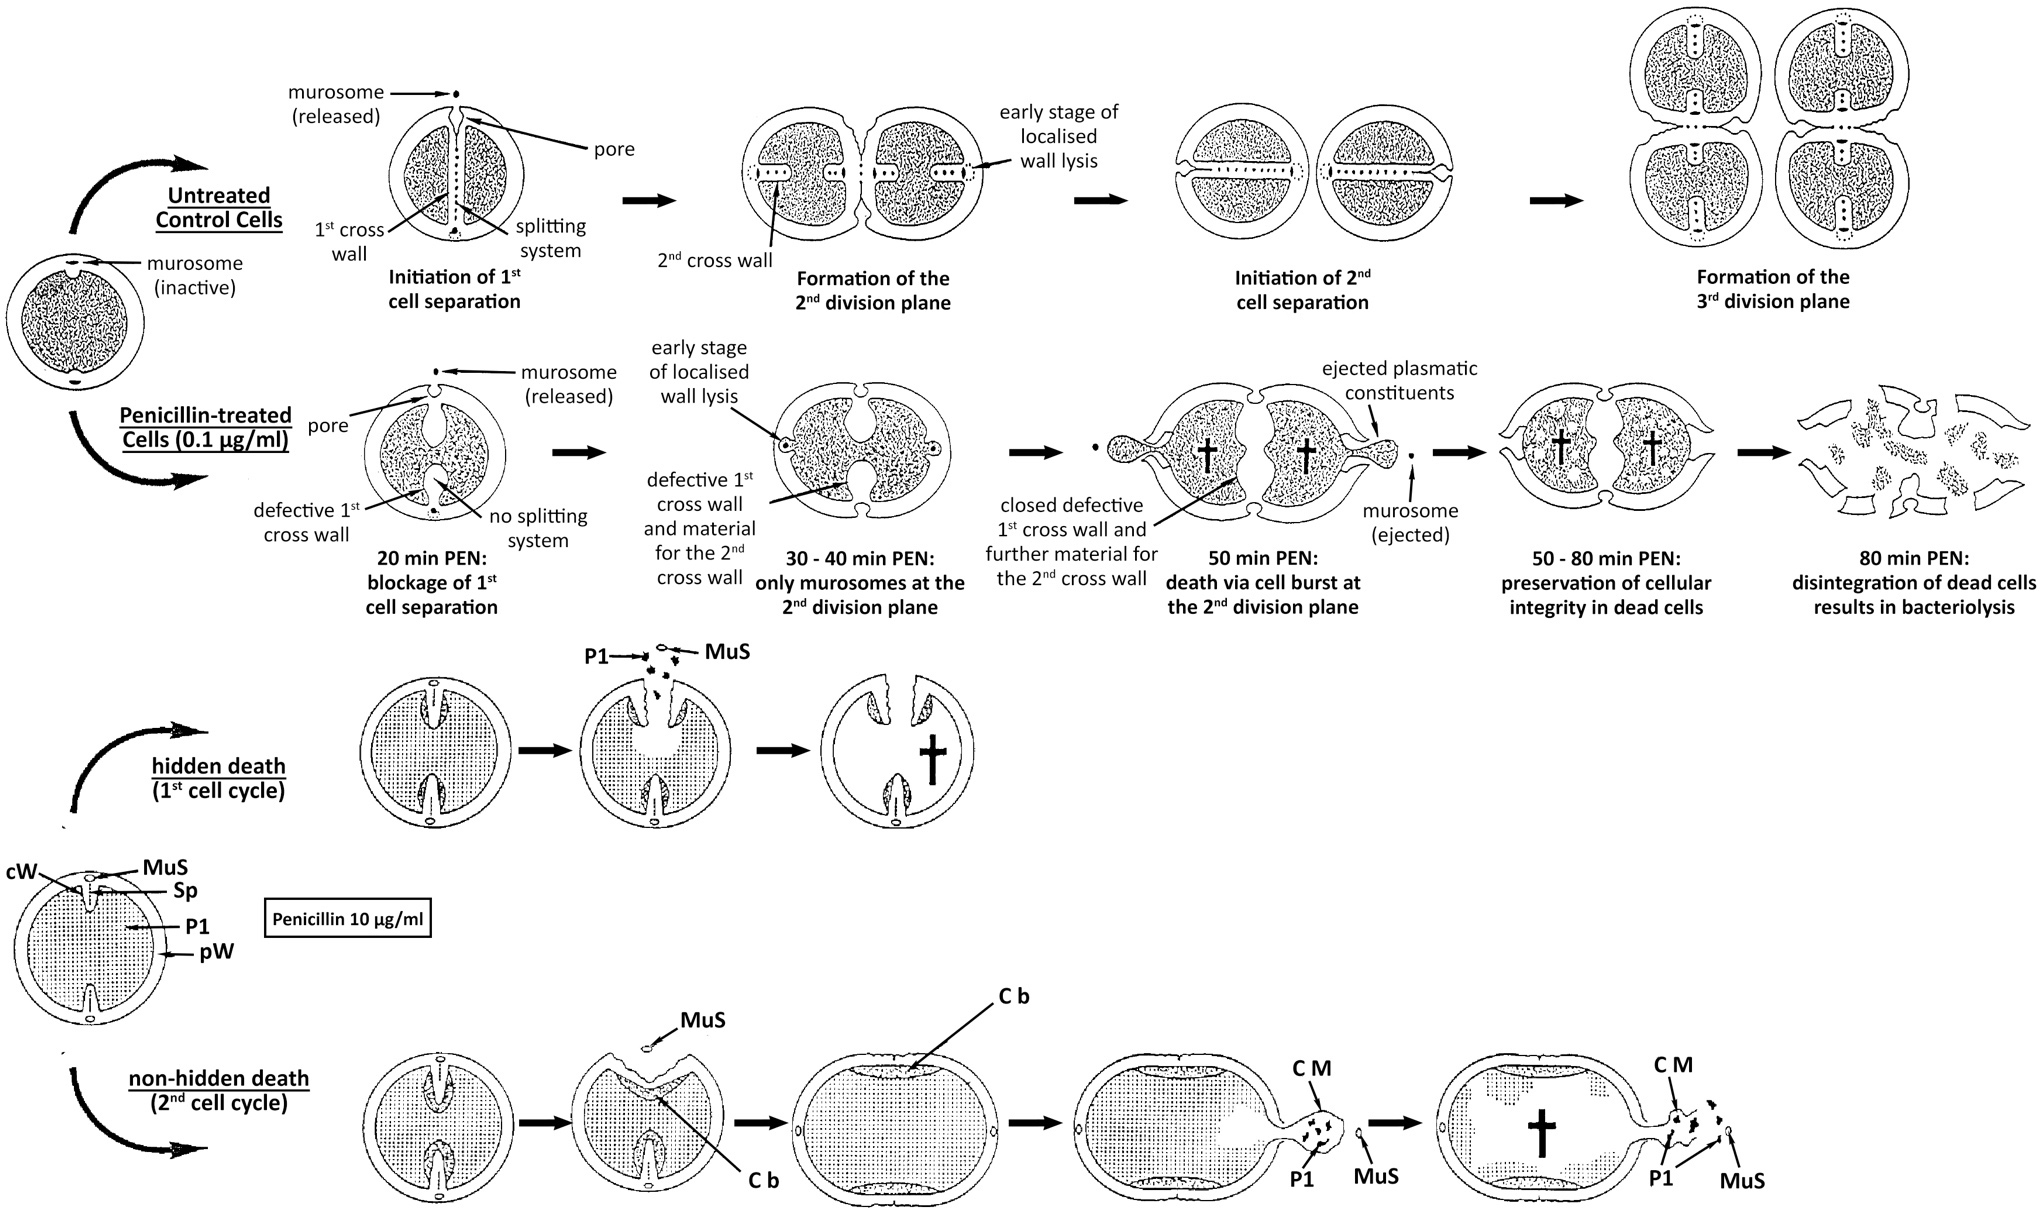 murosome
(released)
pore
1st cross
wall
splitting
system
Initiation of 1st
cell separation
Untreated
Control Cells
murosome
(inactive)
early stage of
localised
wall lysis
2nd cross wall
Formation of the
2nd division plane
Initiation of 2nd
cell separation
Formation of the
3rd division plane
Penicillin-treated
Cells (0.1 µg/ml)
murosome
(released)
pore
defective 1st
cross wall
no splitting
system
20 min PEN:
blockage of 1st
cell separation
early stage
of localised
wall lysis
defective 1st
cross wall
and material
for the 2nd
cross wall
30 - 40 min PEN:
only murosomes at the
2nd division plane
ejected plasmatic
constituents
closed defective
1st cross wall and
further material for
the 2nd cross wall
murosome
(ejected)
50 min PEN:
death via cell burst at
the 2nd division plane
50 - 80 min PEN:
preservation of cellular
integrity in dead cells
80 min PEN:
disintegration of dead cells
results in bacteriolysis
hidden death
(1st cell cycle)
P1
MuS
cW
MuS
Sp
P1
pW
Penicillin 10 µg/ml
non-hidden death
(2nd cell cycle)
MuS
C b
C b
C M
P1
MuS
C M
P1
MuS